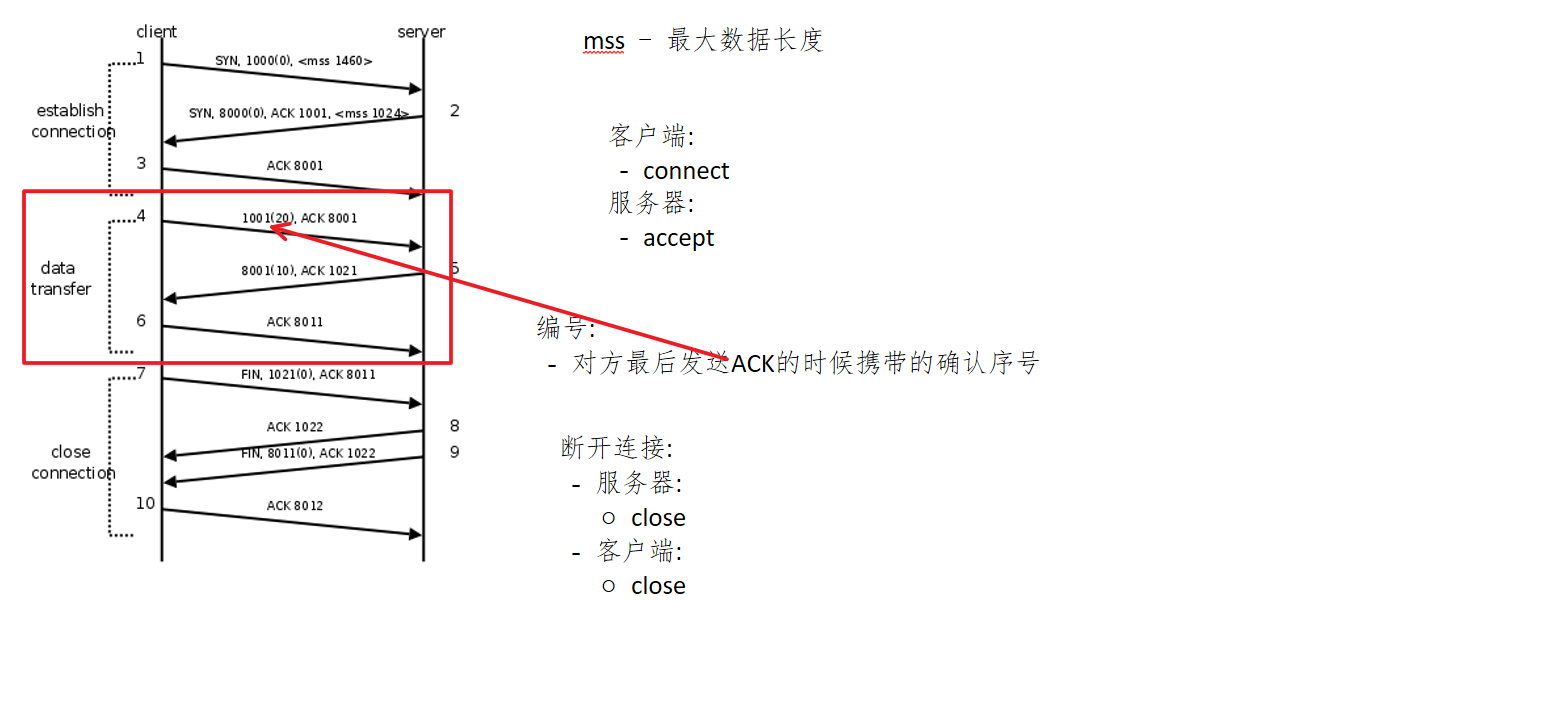 client
server
1
SYN, 1000(0), <mss 1460>
establish
connection
SYN, 8000(0), ACK 1001, <mss 1024>
2
3
ACK 8001
4
1001(20), ACK 8001
data
transfer
8001(10), ACK 1021
5
6
ACK 8011
7
FIN, 1021(0), ACK 8011
close
connection
ACK 1022
8
FIN, 8011(0), ACK 1022
9
10
ACK 8012
mss - 最大数据长度
客户端:
- connect
服务器:
- accept
编号:
- 对方最后发送ACK的时候携带的确认序号
断开连接:
- 服务器:
○ close
- 客户端:
○ close